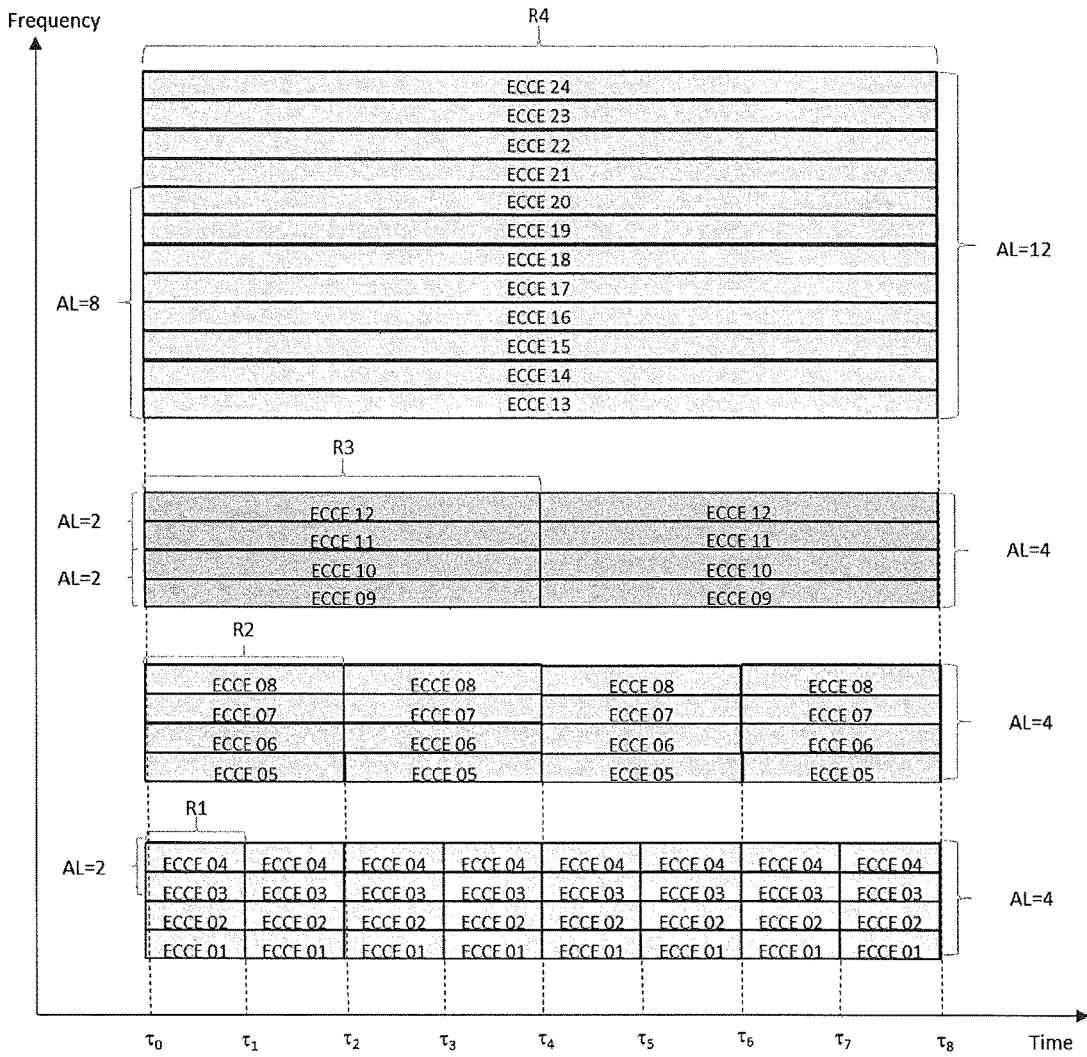 Frequency
R4
ECCE 24
ECCE 23
ECCE 22
ECCE 21
ECCE 20
ECCE 19
ECCE 18
ECCE 17
ECCE 16
ECCE 15
ECCE 14
ECCE 13
AL=8
AL=12
R3
AL=2
AL=2
ECCE 12 ECCE 12
ECCE 11 ECCE 11
ECCE 10 ECCE 10
ECCE 09 ECCE 09
AL=4
R2
ECCE 08 ECCE 08 ECCE 08 ECCE 08
ECCE 07 ECCE 07 ECCE 07 ECCE 07
ECCE 06 ECCE 06 ECCE 06 ECCE 06
ECCE 05 ECCE 05 ECCE 05 ECCE 05
AL=4
R1
AL=2
ECCE 04 ECCE 04 ECCE 04 ECCE 04 ECCE 04 ECCE 04 ECCE 04 ECCE 04
ECCE 03 ECCE 03 ECCE 03 ECCE 03 ECCE 03 ECCE 03 ECCE 03 ECCE 03
ECCE 02 ECCE 02 ECCE 02 ECCE 02 ECCE 02 ECCE 02 ECCE 02 ECCE 02
ECCE 01 ECCE 01 ECCE 01 ECCE 01 ECCE 01 ECCE 01 ECCE 01 ECCE 01
AL=4
τ0 τ1 τ2 τ3 τ4 τ5 τ6 τ7 τ8 Time